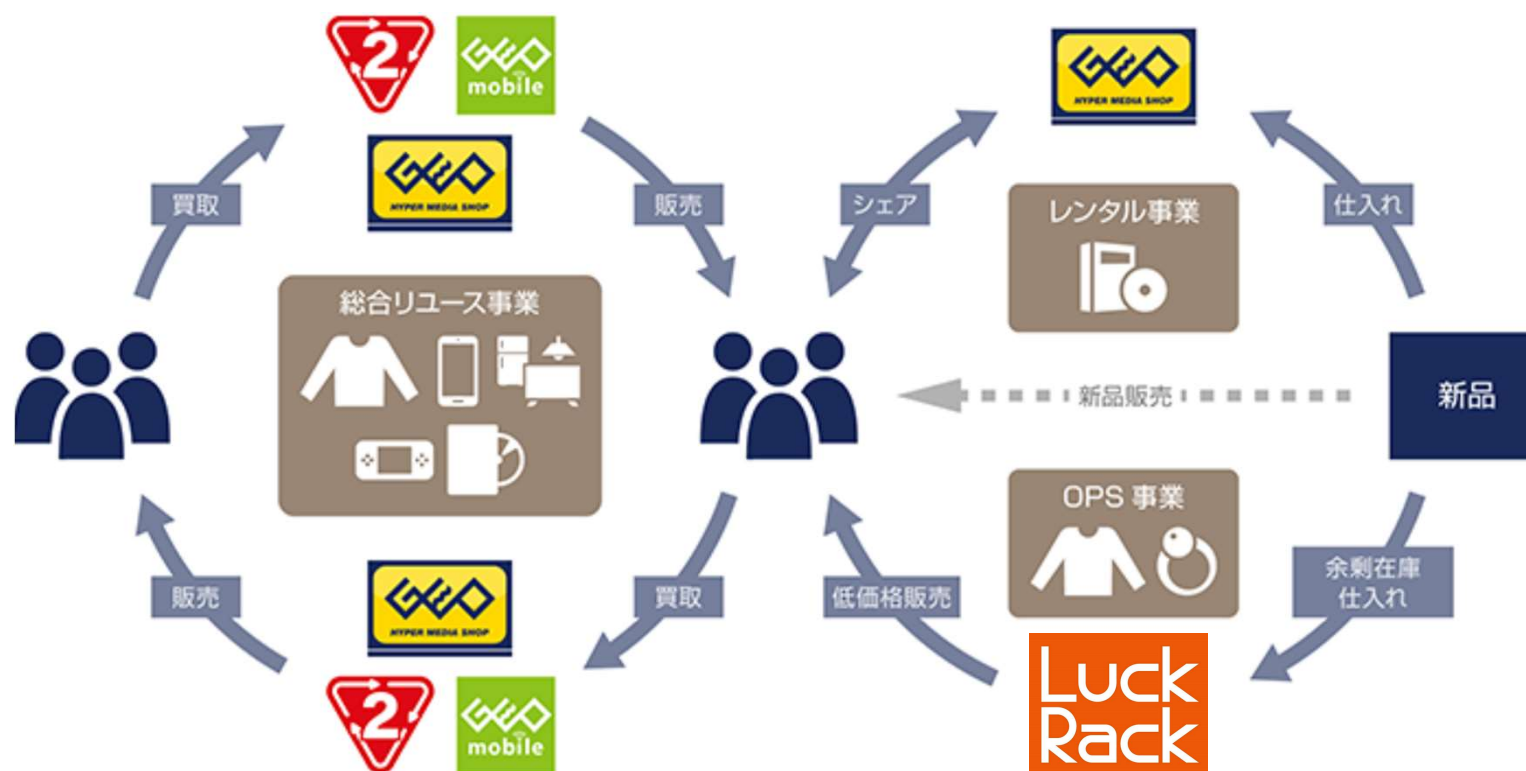 2
GEO
mobile
GEO
HYPER MEDIA SHOP
買取
販売
総合リユース事業
販売
買取
GEO
HYPER MEDIA SHOP
2
GEO
mobile
GEO
HYPER MEDIA SHOP
シェア
レンタル事業
仕入れ
新品販売
新品
OPS 事業
低価格販売
余剰在庫
仕入れ
Luck
Rack